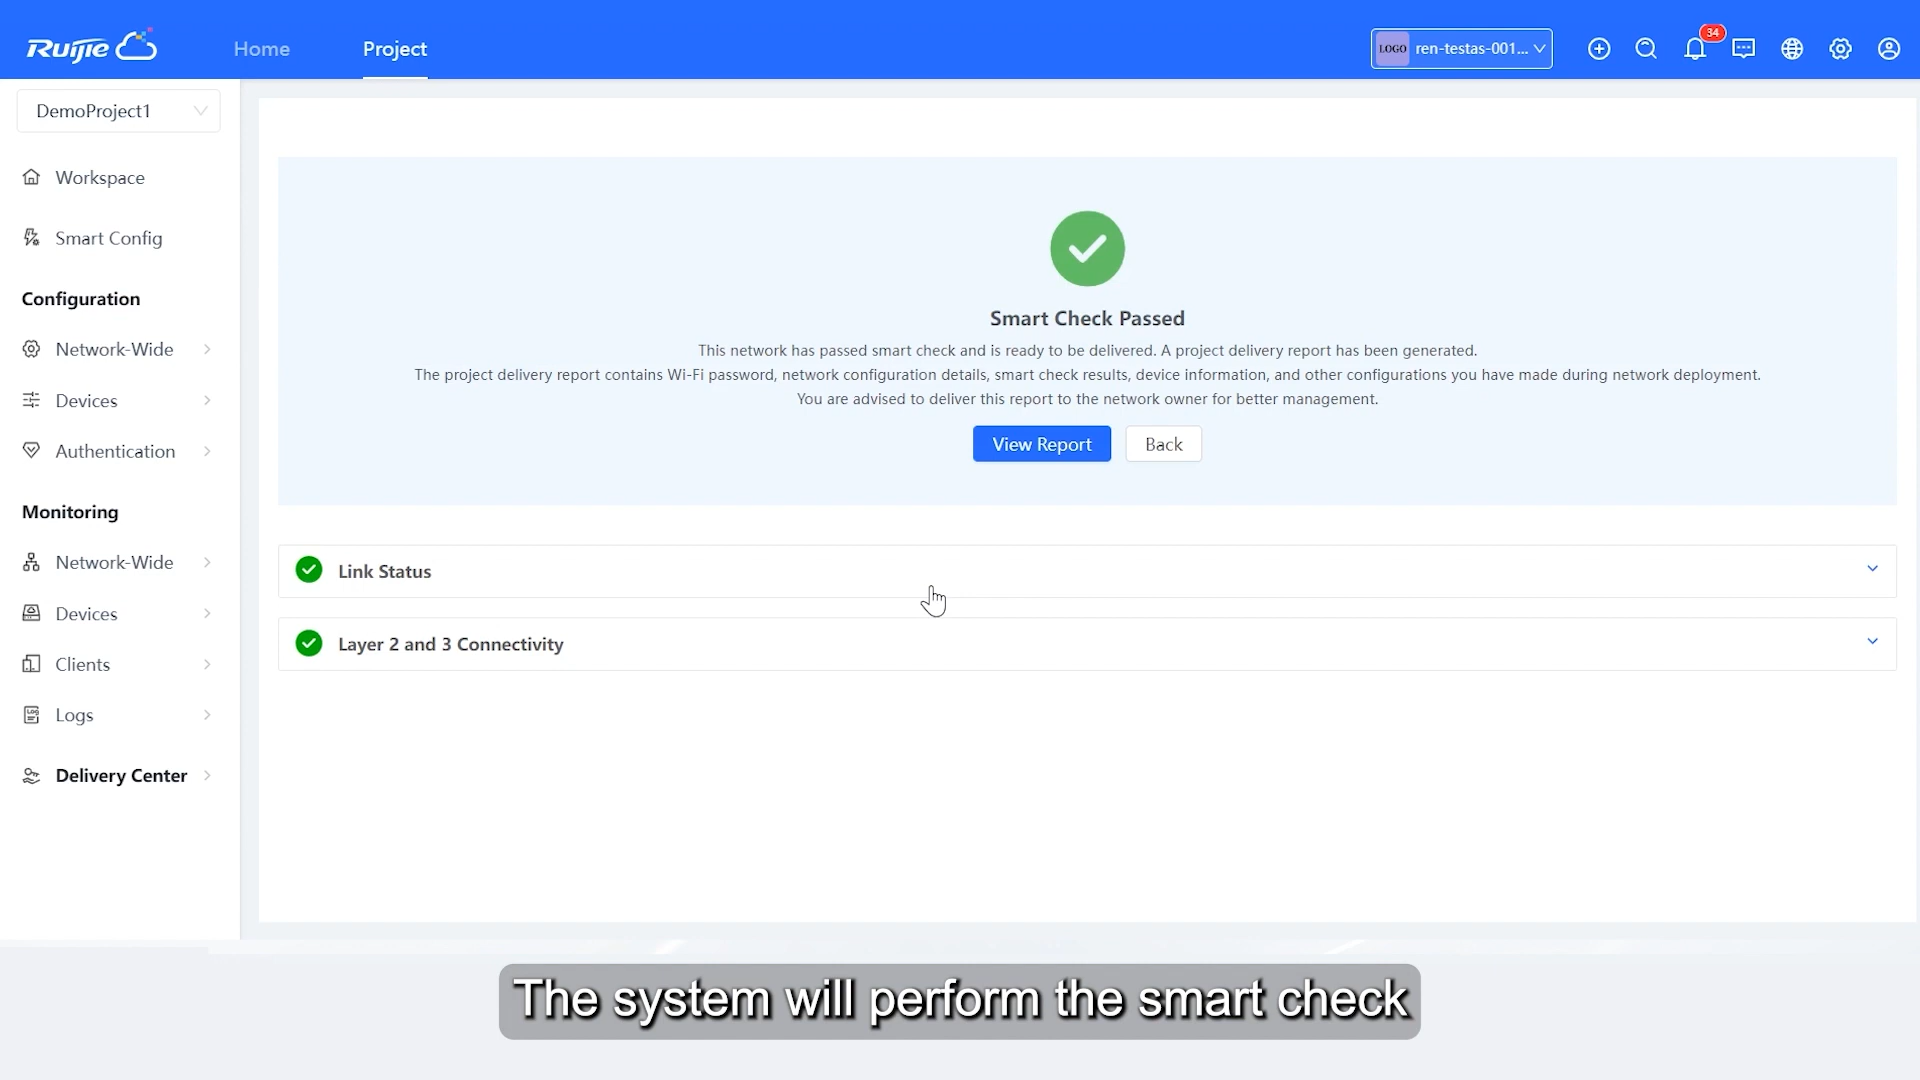 Ruijie
Home
Project
LOGO
ren-testas-001...
34
DemoProject1
Workspace
Smart Config
Configuration
Network-Wide
Devices
Authentication
Monitoring
Network-Wide
Devices
Clients
Logs
Delivery Center
Smart Check Passed
This network has passed smart check and is ready to be delivered. A project delivery report has been generated.
The project delivery report contains Wi-Fi password, network configuration details, smart check results, device information, and other configurations you have made during network deployment.
You are advised to deliver this report to the network owner for better management.
View Report
Back
Link Status
Layer 2 and 3 Connectivity
The system will perform the smart check